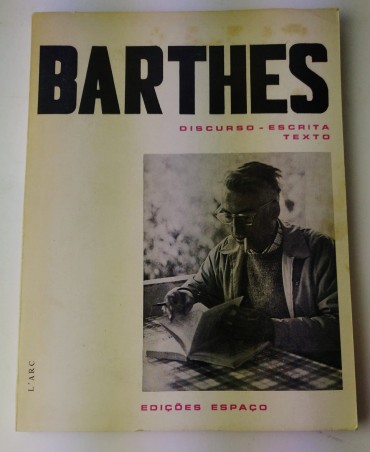 BARTHES
DISCURSO - ESCRITA
TEXTO
L'ARC
EDIÇÕES ESPAÇO